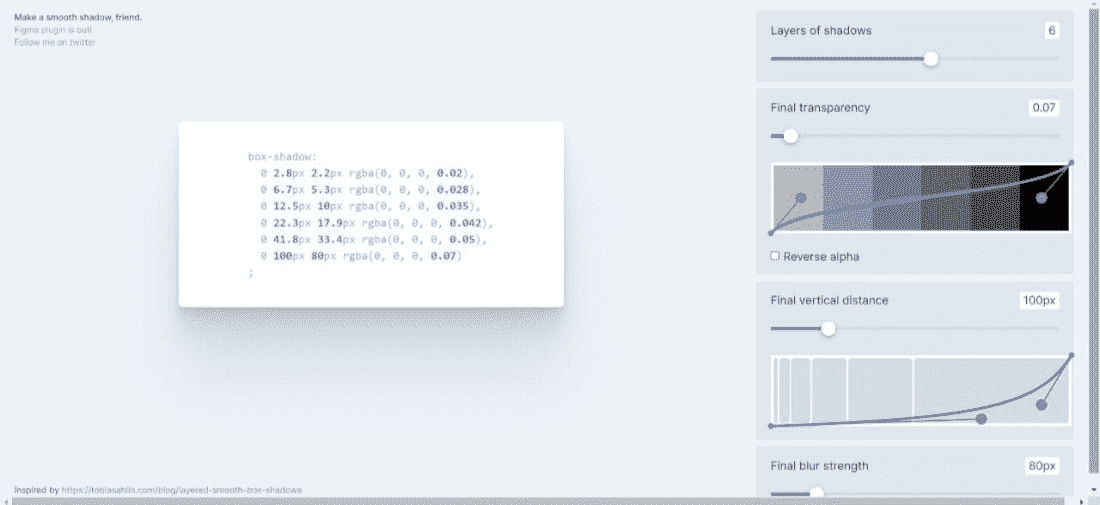 Make a smooth shadow, friend.
Figma plugin is out!
Follow me on twitter
box-shadow:
0 2.8px 2.2px rgba(0, 0, 0, 0.02),
0 6.7px 5.3px rgba(0, 0, 0, 0.028),
0 12.5px 10px rgba(0, 0, 0, 0.035),
0 22.3px 17.9px rgba(0, 0, 0, 0.042),
0 41.8px 33.4px rgba(0, 0, 0, 0.05),
0 100px 80px rgba(0, 0, 0, 0.07)
;
Inspired by https://tobiasahlin.com/blog/layered-smooth-box-shadows
Layers of shadows 6
Final transparency 0.07
Reverse alpha
Final vertical distance 100px
Final blur strength 80px